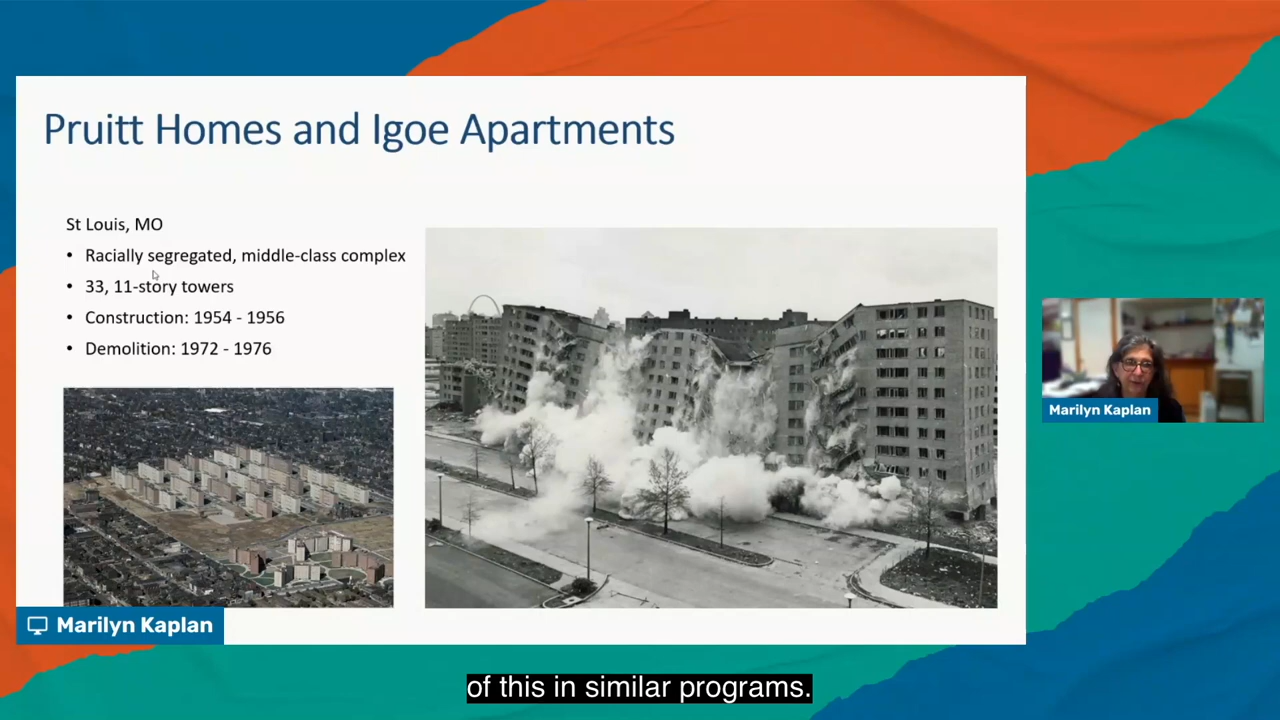 Pruitt Homes and Igoe Apartments
St Louis, MO
• Racially segregated, middle-class complex
• 33, 11-story towers
• Construction: 1954 - 1956
• Demolition: 1972 - 1976
Marilyn Kaplan
Marilyn Kaplan
of this in similar programs.